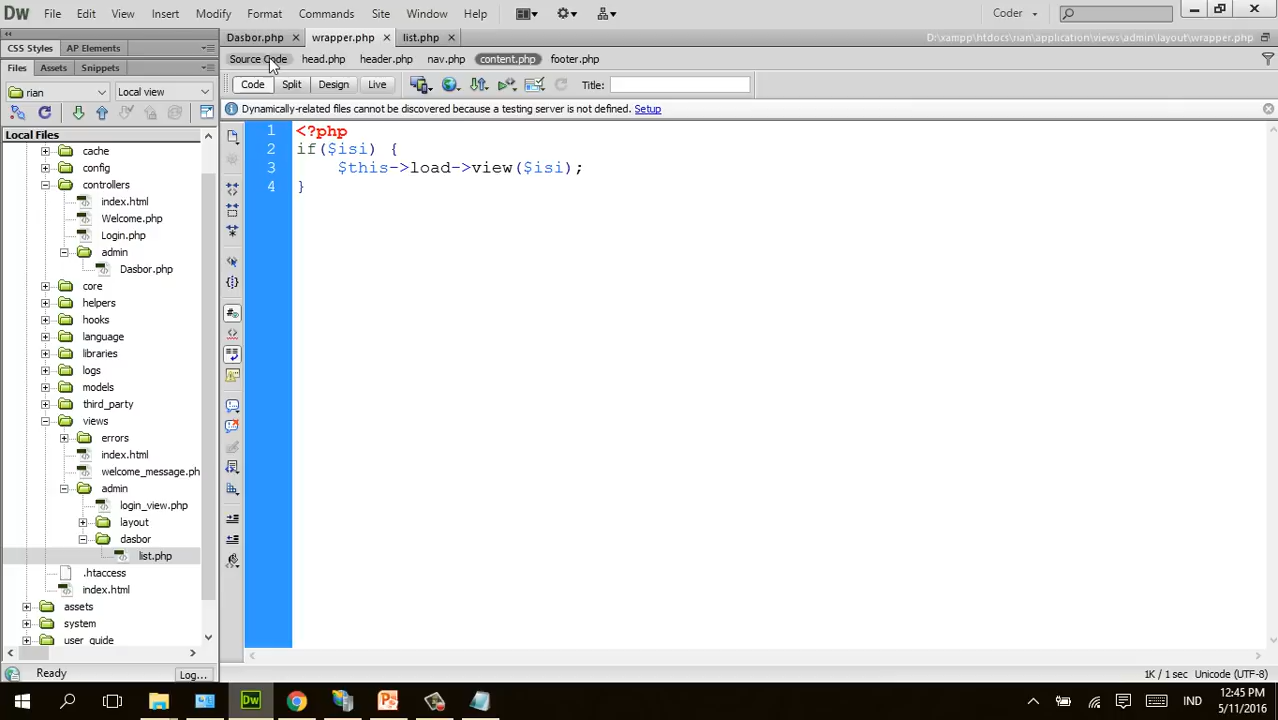 Dw File Edit View Insert Modify Format Commands Site Window Help Coder
CSS Styles AP Elements Dasbor.php wrapper.php list.php D:\xampp\htdocs\rian\application\views\admin\layout\wrapper.php
Files Assets Snippets Source Code head.php header.php nav.php content.php footer.php
rian Local view Code Split Design Live Title:
Local Files Dynamically-related files cannot be discovered because a testing server is not defined. Setup
cache
config
controllers
index.html
Welcome.php
Login.php
admin
Dasbor.php
core
helpers
hooks
language
libraries
logs
models
third_party
views
errors
index.html
welcome_message.ph
admin
login_view.php
layout
dasbor
list.php
.htaccess
index.html
assets
system
user_guide
1 <?php
2 if($isi) {
3 $this->load->view($isi);
4 }
Ready Log... 1K / 1 sec Unicode (UTF-8)
Dw IND 12:45 PM
5/11/2016